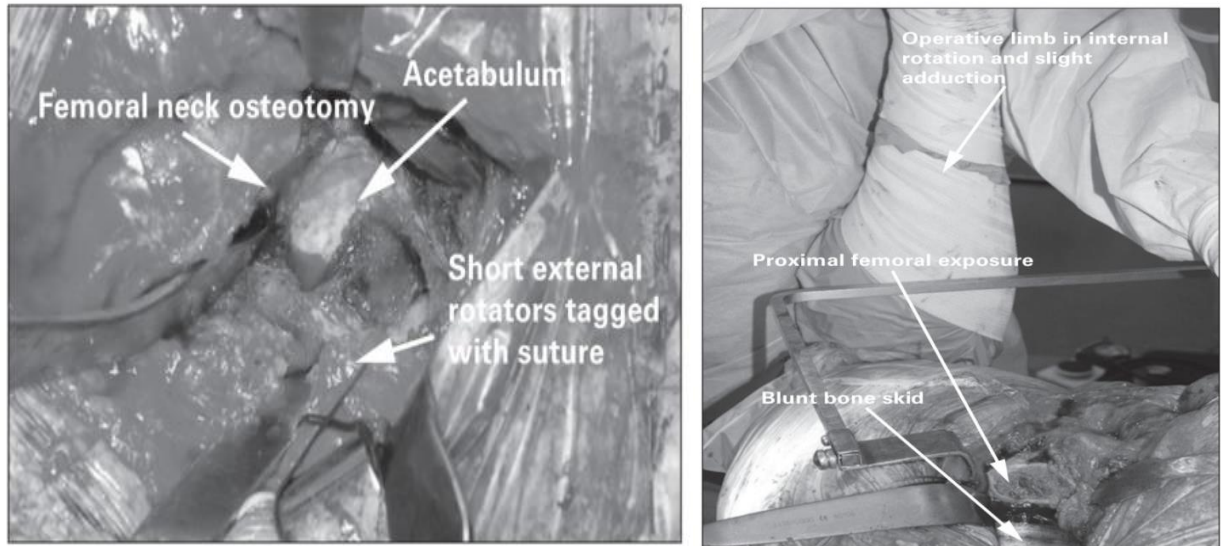 Acetabulum
Femoral neck osteotomy
Short external
rotators tagged
with suture
Operative limb in internal
rotation and slight
adduction
Proximal femoral exposure
Blunt bone skid